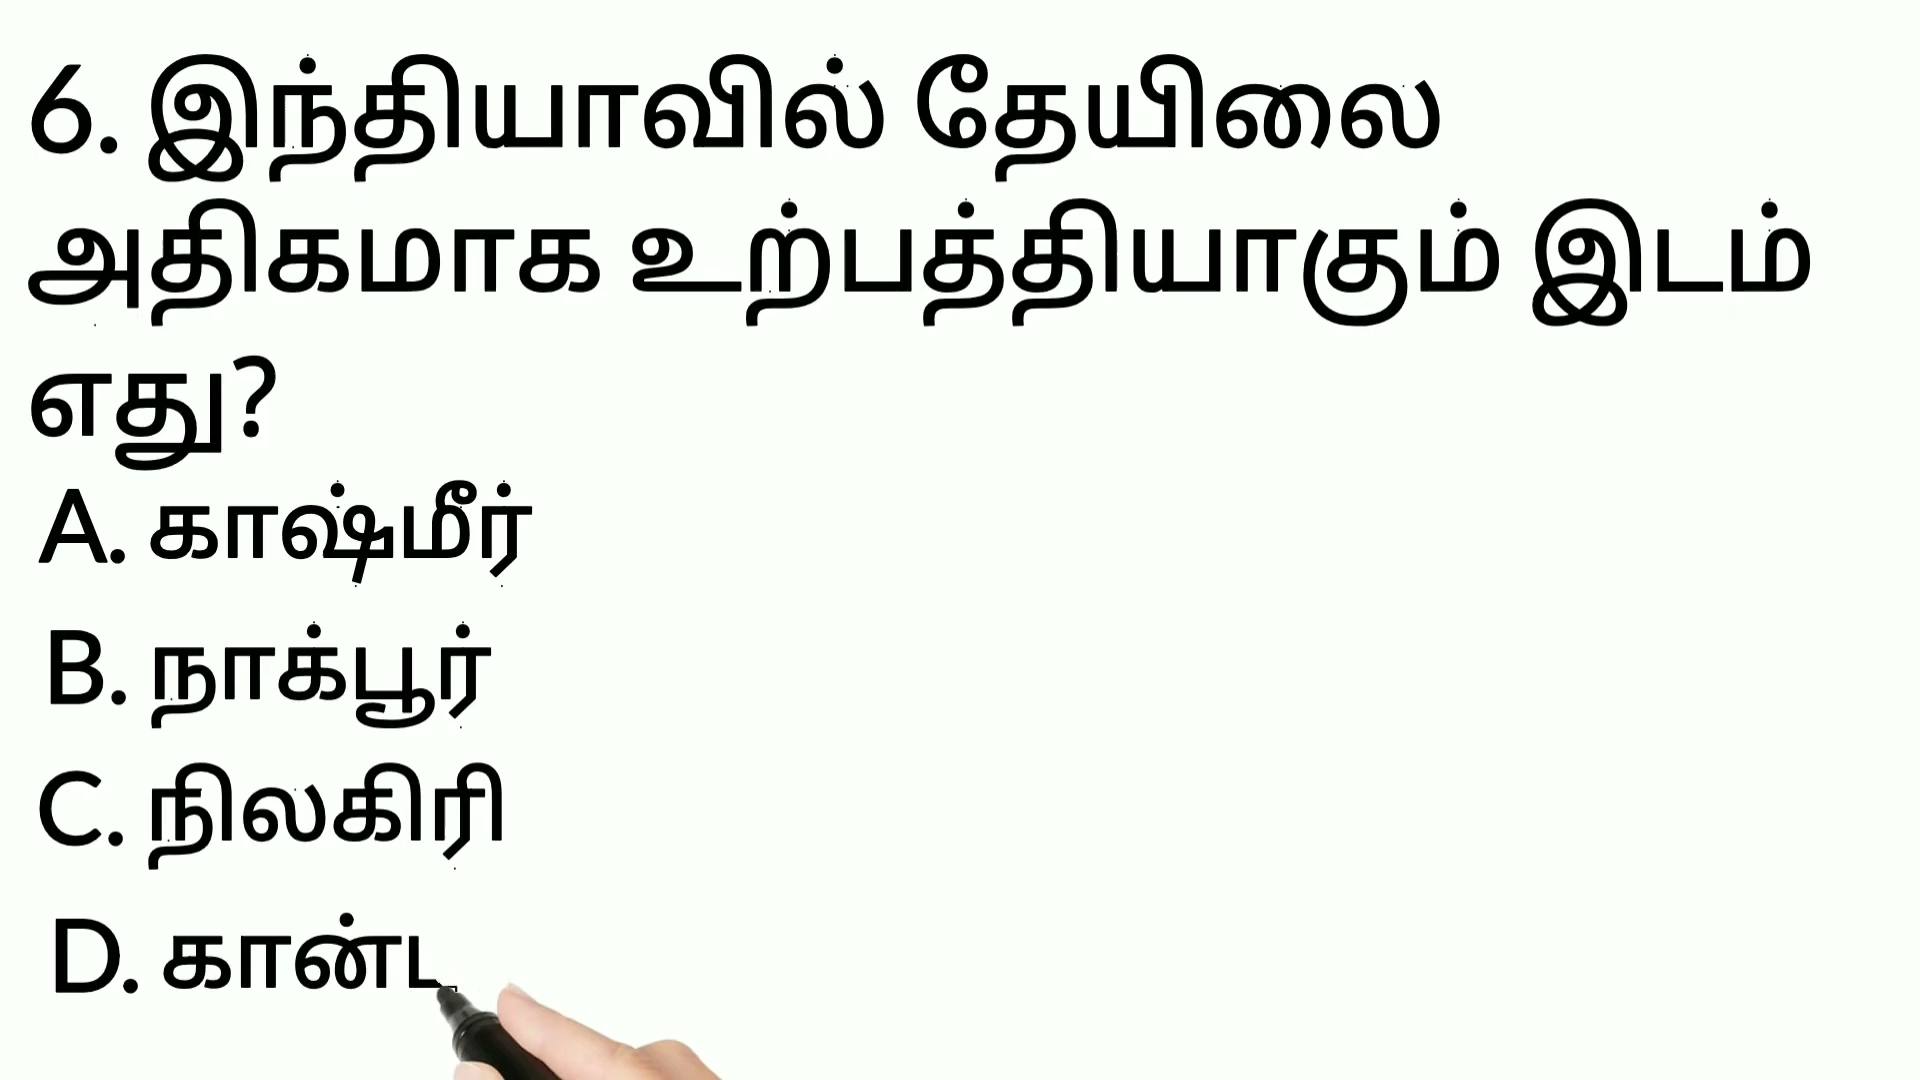 6. இந்தியாவில் தேயிலை
அதிகமாக உற்பத்தியாகும் இடம்
எது?
A. காஷ்மீர்
B. நாக்பூர்
C. நிலகிரி
D.